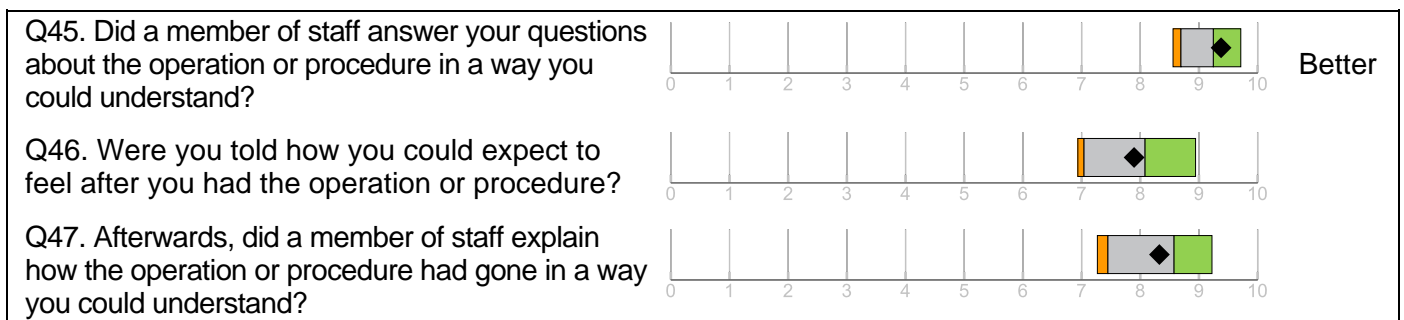 Q45. Did a member of staff answer your questions
about the operation or procedure in a way you
could understand?
0 1 2 3 4 5 6 7 8 9 10
Better
Q46. Were you told how you could expect to
feel after you had the operation or procedure?
0 1 2 3 4 5 6 7 8 9 10
Q47. Afterwards, did a member of staff explain
how the operation or procedure had gone in a way
you could understand?
0 1 2 3 4 5 6 7 8 9 10